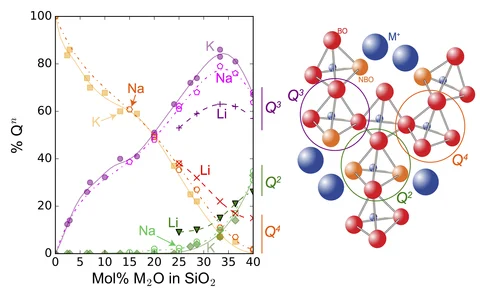 100
80
60
40
20
0
% Qⁿ
0 5 10 15 20 25 30 35 40
Mol% M₂O in SiO₂
K
Na
Li
Na
K
Li
Li
Na
K
Q³
Q²
Q⁴
BO
M⁺
NBO
Q³
Q⁴
Q²